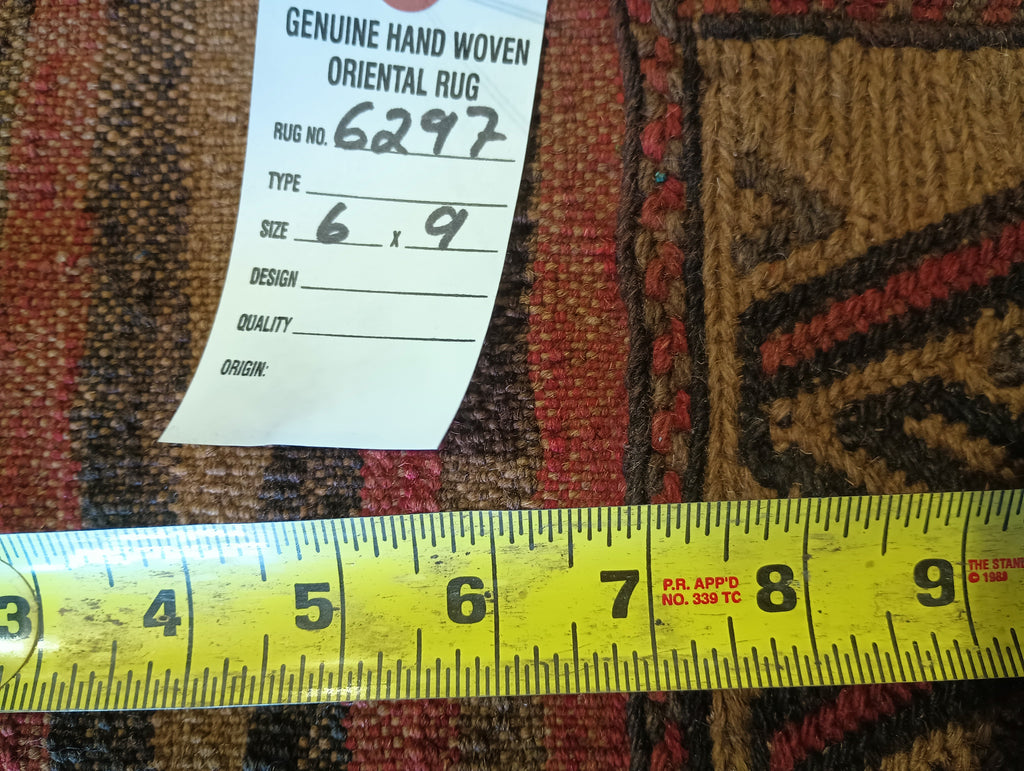 GENUINE HAND WOVEN
ORIENTAL RUG
RUG NO. 6297
TYPE
SIZE 6 x 9
DESIGN
QUALITY
ORIGIN:
3 4 5 6 7 8 9
P.R. APP'D
NO. 339 TC
THE STAN
© 1989